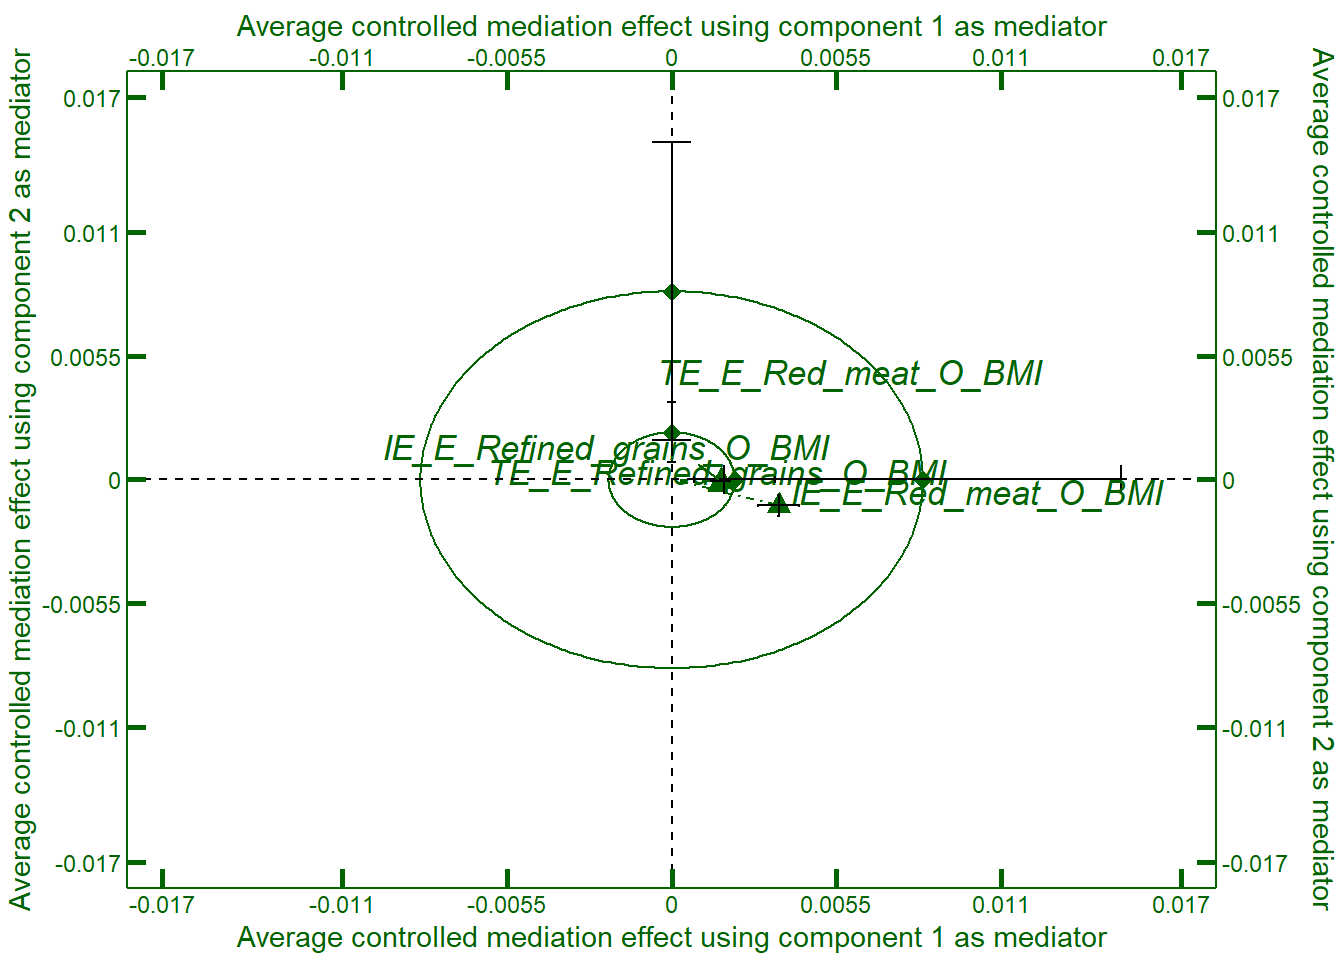 Average controlled mediation effect using component 1 as mediator
-0.017 -0.011 -0.0055 0 0.0055 0.011 0.017
Average controlled mediation effect using component 2 as mediator
Average controlled mediation effect using component 2 as mediator
0.017 0.017
0.011 0.011
0.0055 0.0055
TE_E_Red_meat_O_BMI
IE_E_Refined_grains_O_BMI
TE_E_Refined_grains_O_BMI
0 0
IE_E_Red_meat_O_BMI
-0.0055 -0.0055
-0.011 -0.011
-0.017 -0.017
-0.017 -0.011 -0.0055 0 0.0055 0.011 0.017
Average controlled mediation effect using component 1 as mediator